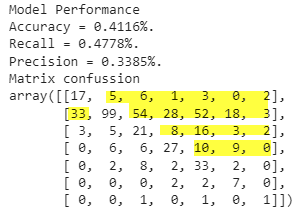 Model Performance
Accuracy = 0.4116%.
Recall = 0.4778%.
Precision = 0.3385%.
Matrix confussion
array([[17, 5, 6, 1, 3, 0, 2],
[33, 99, 54, 28, 52, 18, 3],
[ 3, 5, 21, 8, 16, 3, 2],
[ 0, 6, 6, 27, 10, 9, 0],
[ 0, 2, 8, 2, 33, 2, 0],
[ 0, 0, 0, 2, 2, 7, 0],
[ 0, 0, 1, 0, 1, 0, 1]])